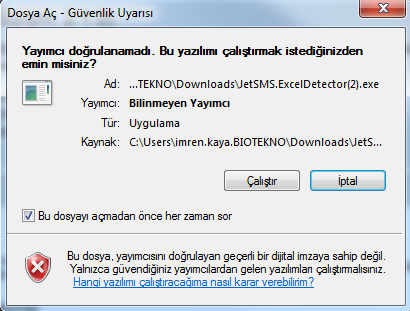 Dosya Aç - Güvenlik Uyarısı
Yayımcı doğrulanamadı. Bu yazılımı çalıştırmak istediğinizden
emin misiniz?
Ad: ...TEKNO\Downloads\JetSMS.ExcelDetector(2).exe
Yayımcı: Bilinmeyen Yayımcı
Tür: Uygulama
Kaynak: C:\Users\imren.kaya.BIOTEKNO\Downloads\JetS...
Çalıştır İptal
Bu dosyayı açmadan önce her zaman sor
Bu dosya, yayımcısını doğrulayan geçerli bir dijital imzaya sahip değil.
Yalnızca güvendiğiniz yayımcılardan gelen yazılımları çalıştırmalısınız.
Hangi yazılımı çalıştıracağıma nasıl karar verebilirim?